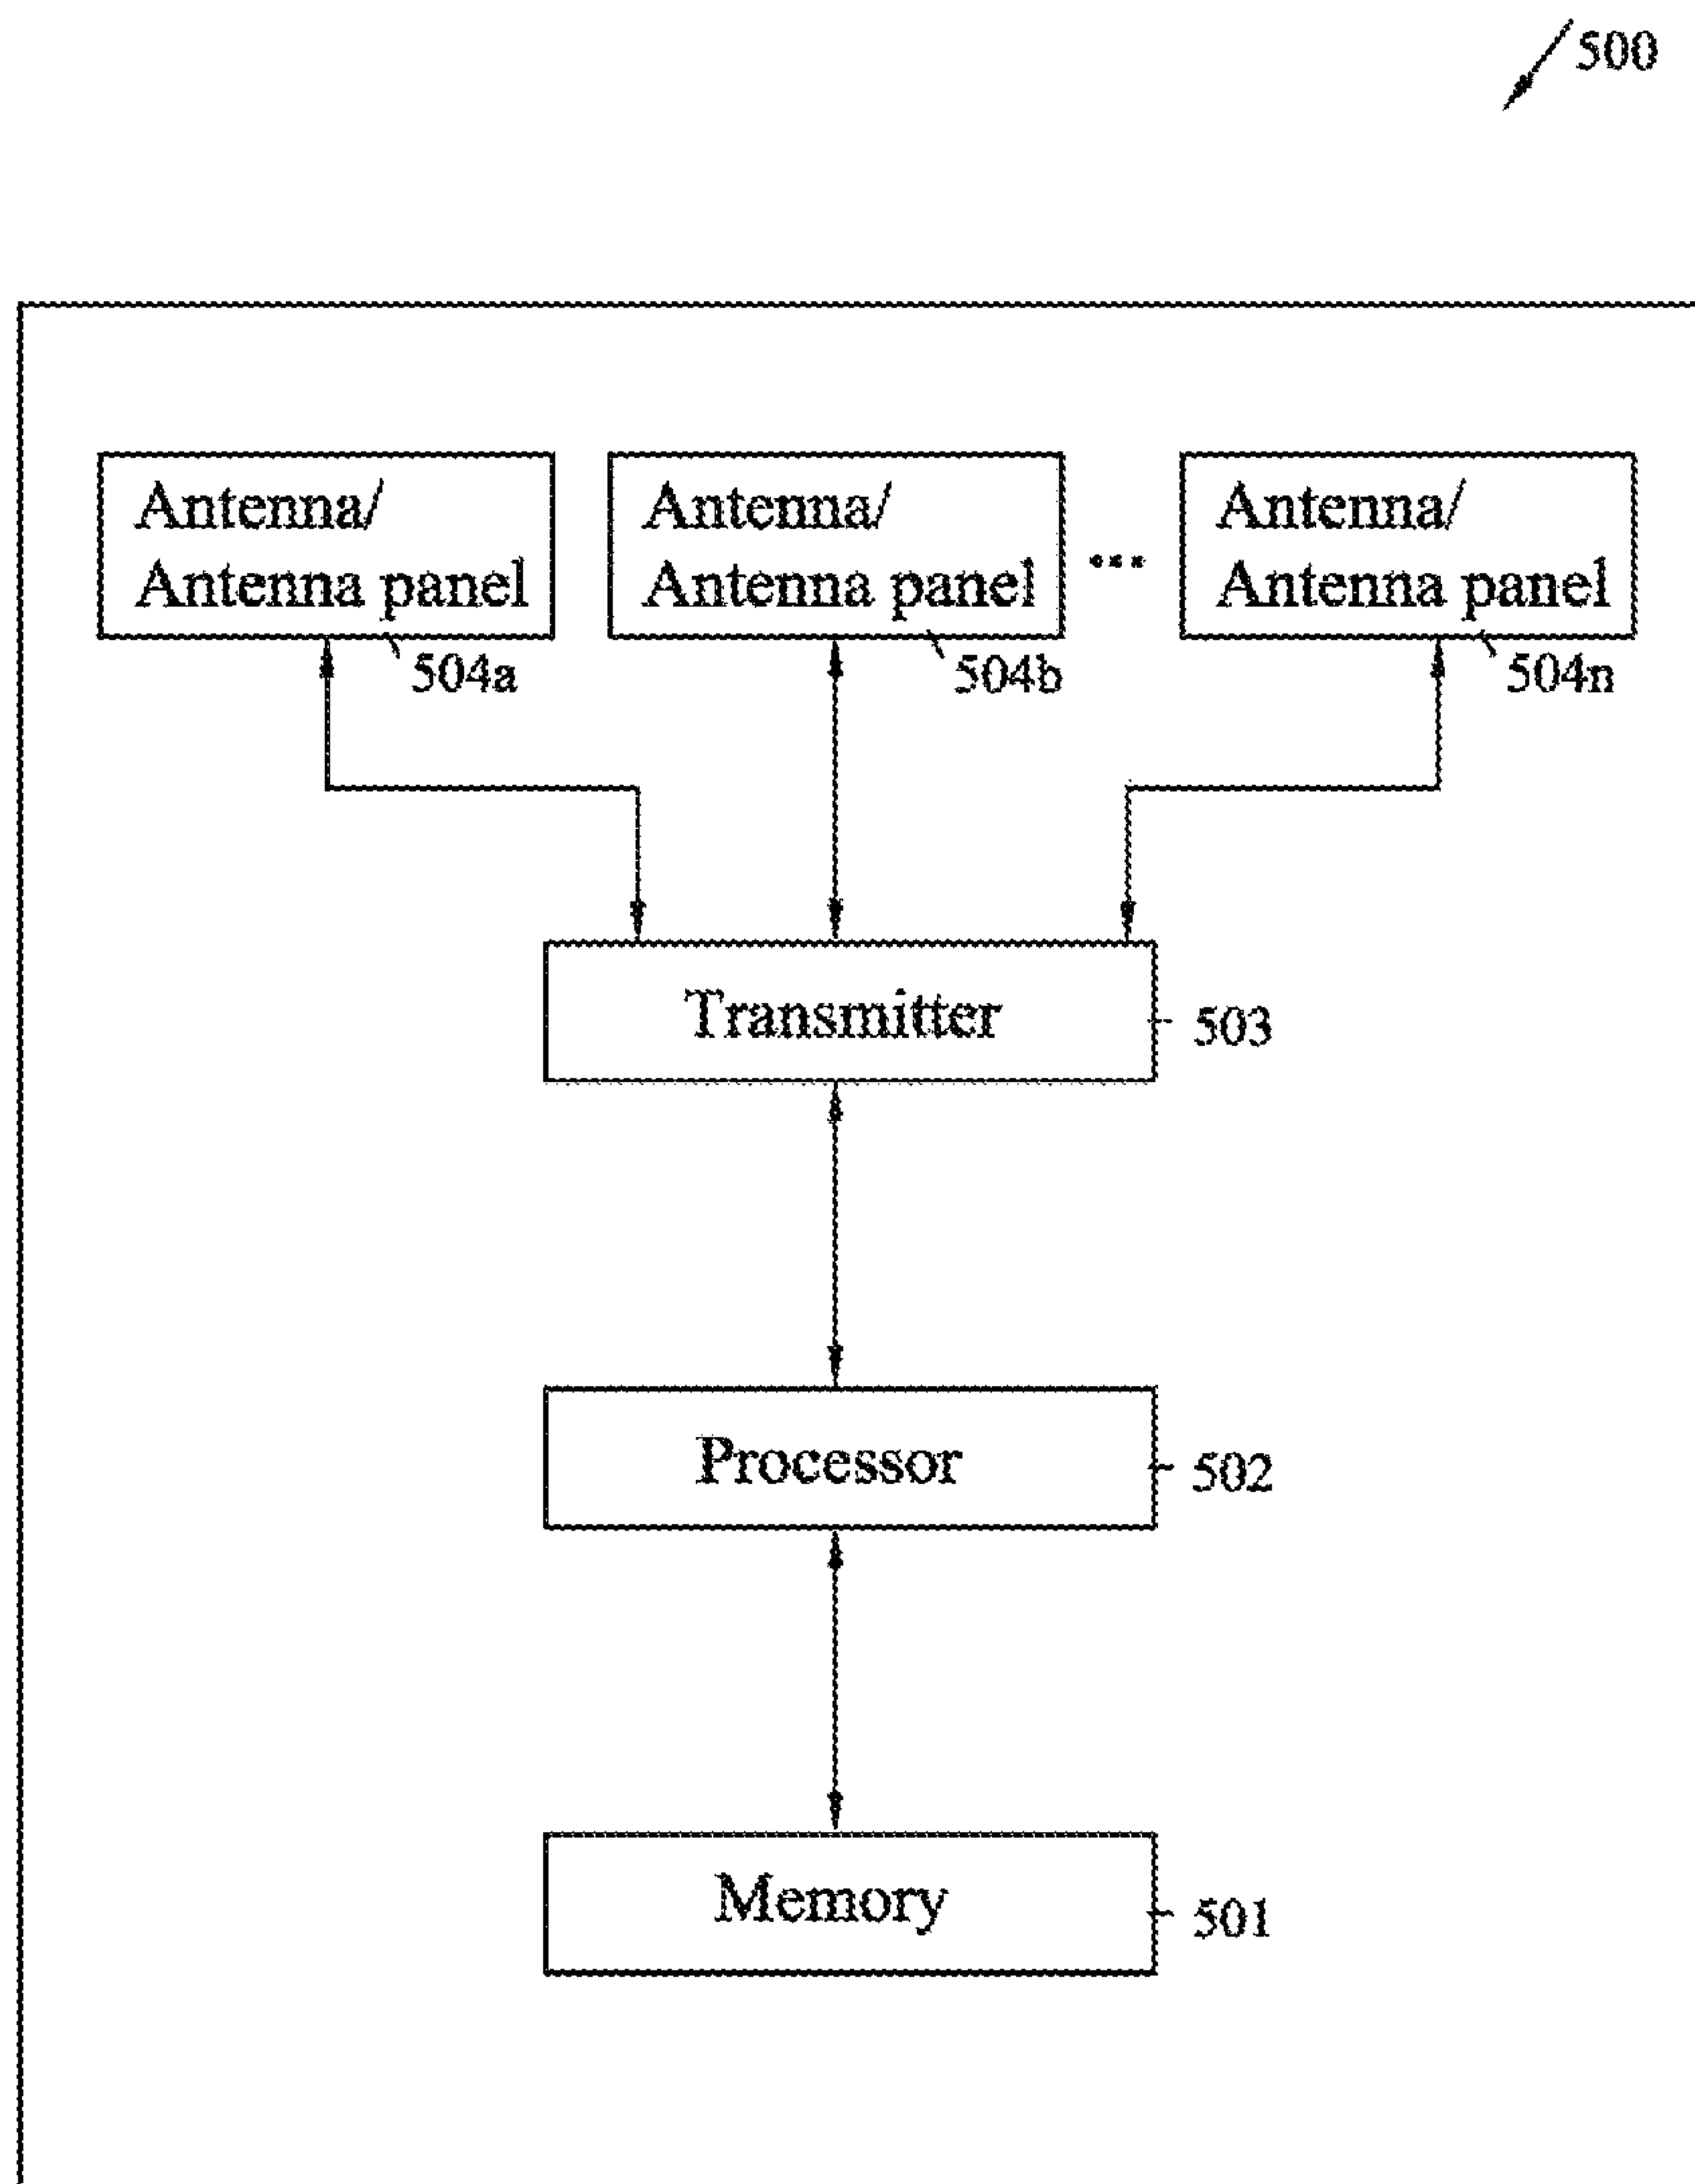 500
Antenna/
Antenna panel
504a
Antenna/
Antenna panel
504b
...
Antenna/
Antenna panel
504n
Transmitter
503
Processor
502
Memory
501